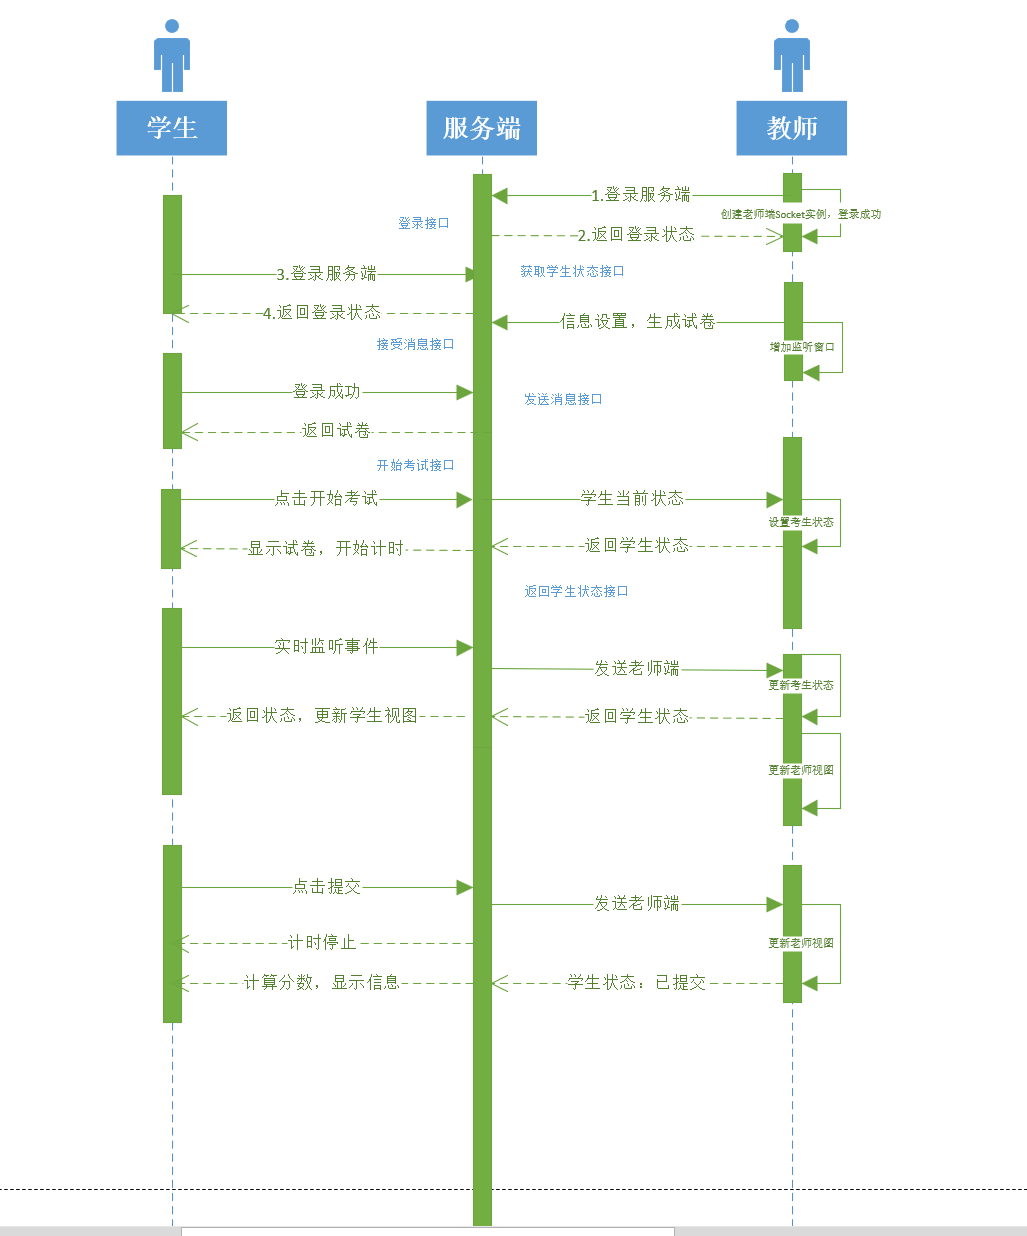 学生
服务端
教师
1.登录服务端
创建老师端Socket实例，登录成功
登录接口
2.返回登录状态
获取学生状态接口
3.登录服务端
4.返回登录状态
信息设置，生成试卷
接受消息接口
增加监听窗口
登录成功
发送消息接口
返回试卷
开始考试接口
点击开始考试
学生当前状态
设置考生状态
显示试卷，开始计时
返回学生状态
返回学生状态接口
实时监听事件
发送老师端
更新考生状态
返回状态，更新学生视图
返回学生状态
更新老师视图
点击提交
发送老师端
计时停止
更新老师视图
计算分数，显示信息
学生状态：已提交